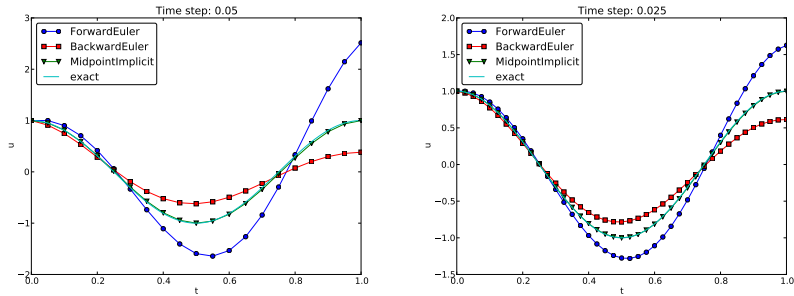 Time step: 0.05
ForwardEuler
BackwardEuler
MidpointImplicit
exact
3
2
1
0
−1
−2
u
0.0 0.2 0.4 0.6 0.8 1.0
t
Time step: 0.025
ForwardEuler
BackwardEuler
MidpointImplicit
exact
2.0
1.5
1.0
0.5
0.0
−0.5
−1.0
−1.5
u
0.0 0.2 0.4 0.6 0.8 1.0
t